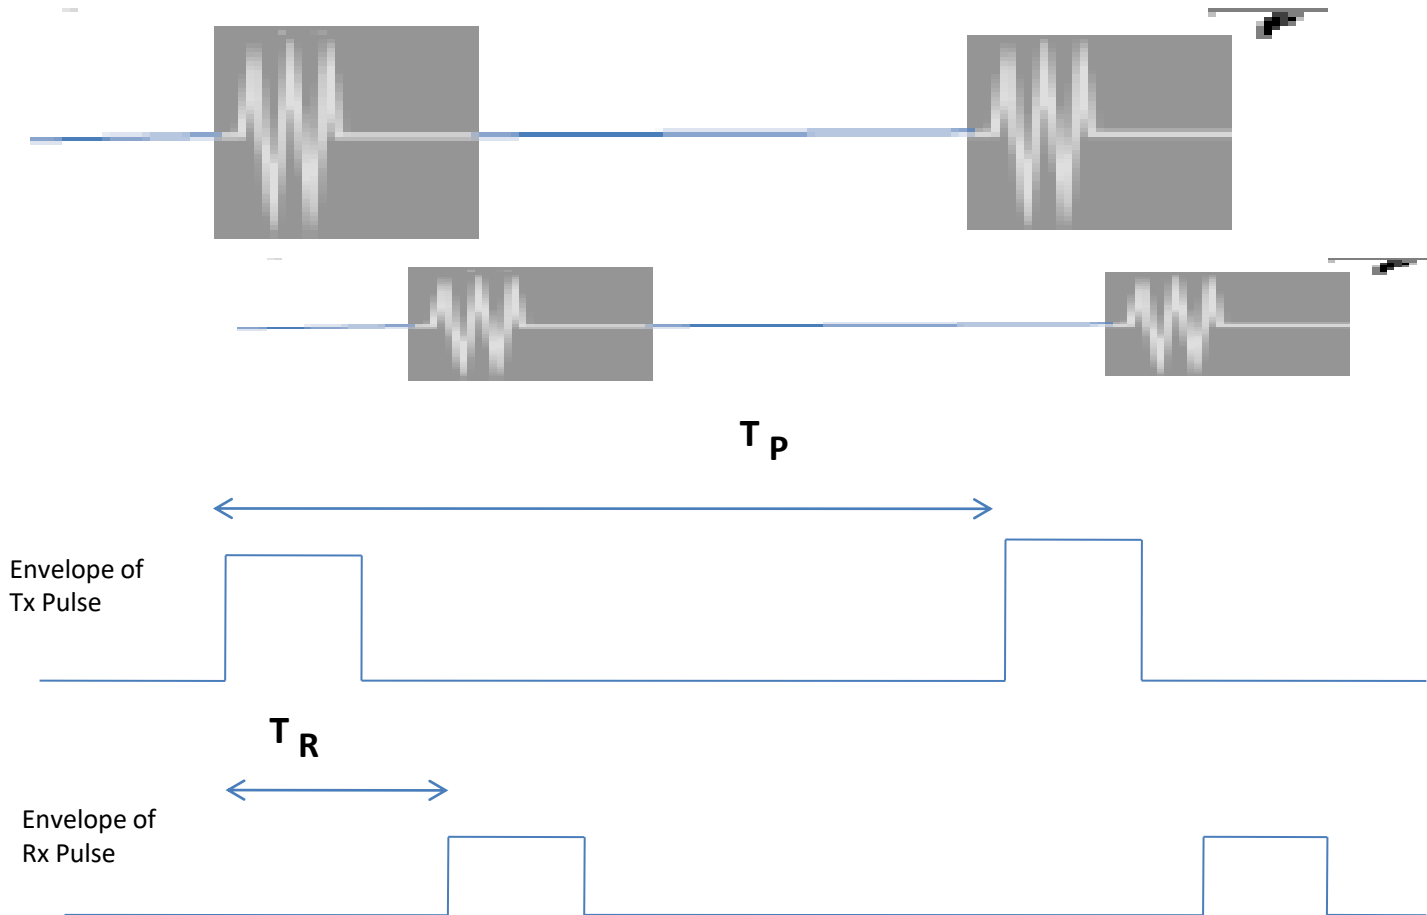 T P
Envelope of
Tx Pulse
T R
Envelope of
Rx Pulse